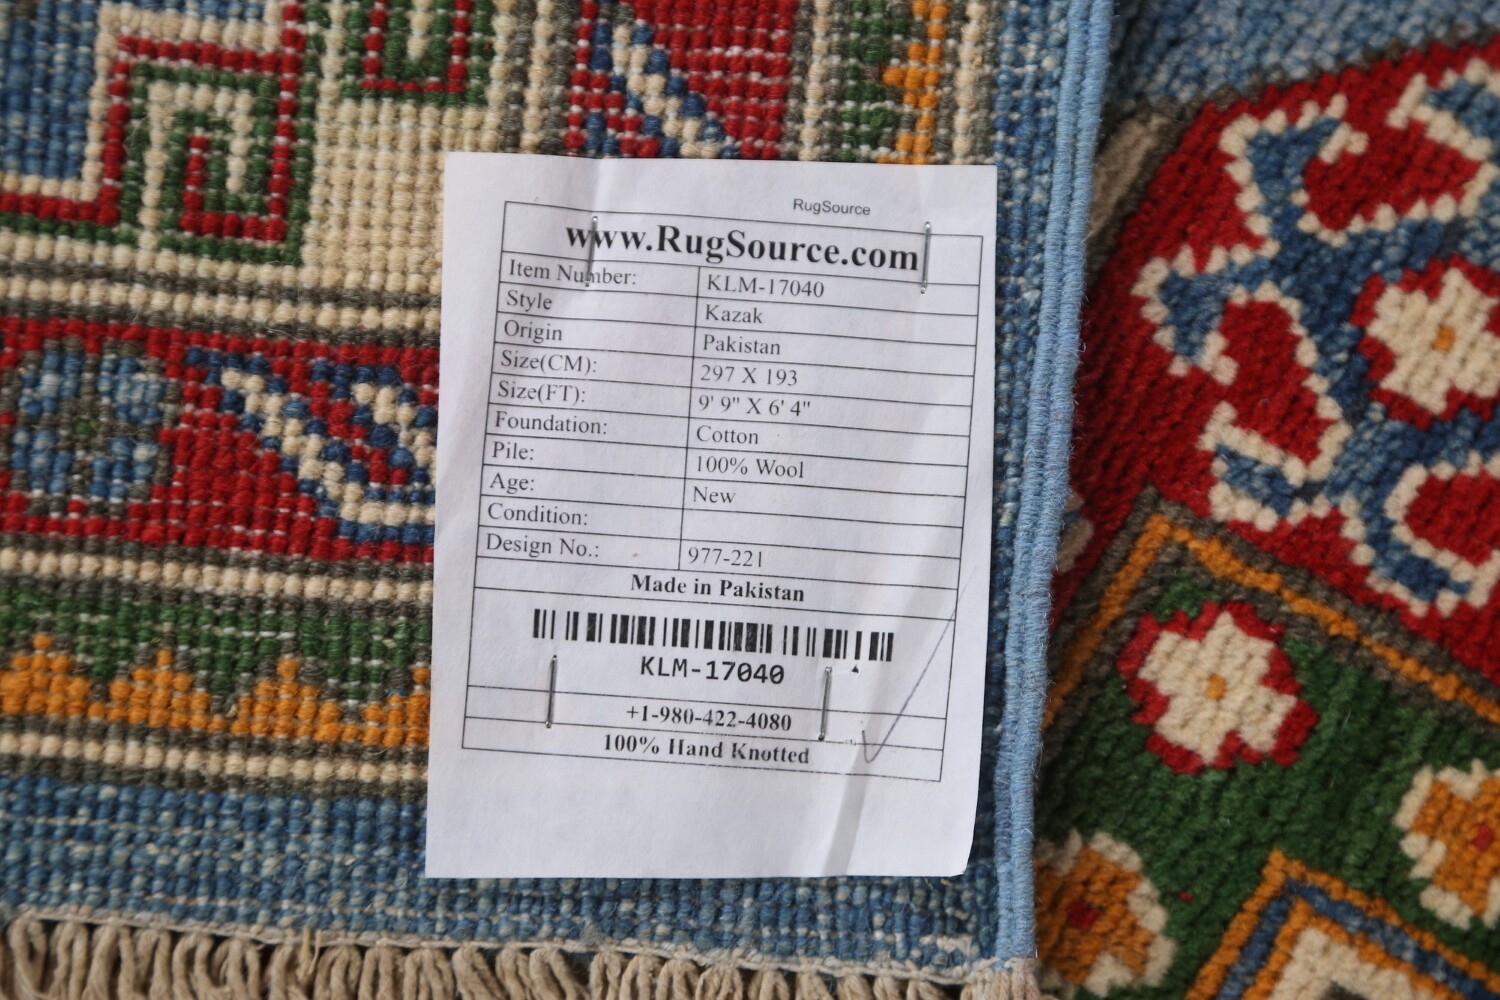 RugSource
www.RugSource.com
Item Number: KLM-17040
Style Kazak
Origin Pakistan
Size(CM): 297 X 193
Size(FT): 9' 9" X 6' 4"
Foundation: Cotton
Pile: 100% Wool
Age: New
Condition:
Design No.: 977-221
Made in Pakistan
KLM-17040
+1-980-422-4080
100% Hand Knotted